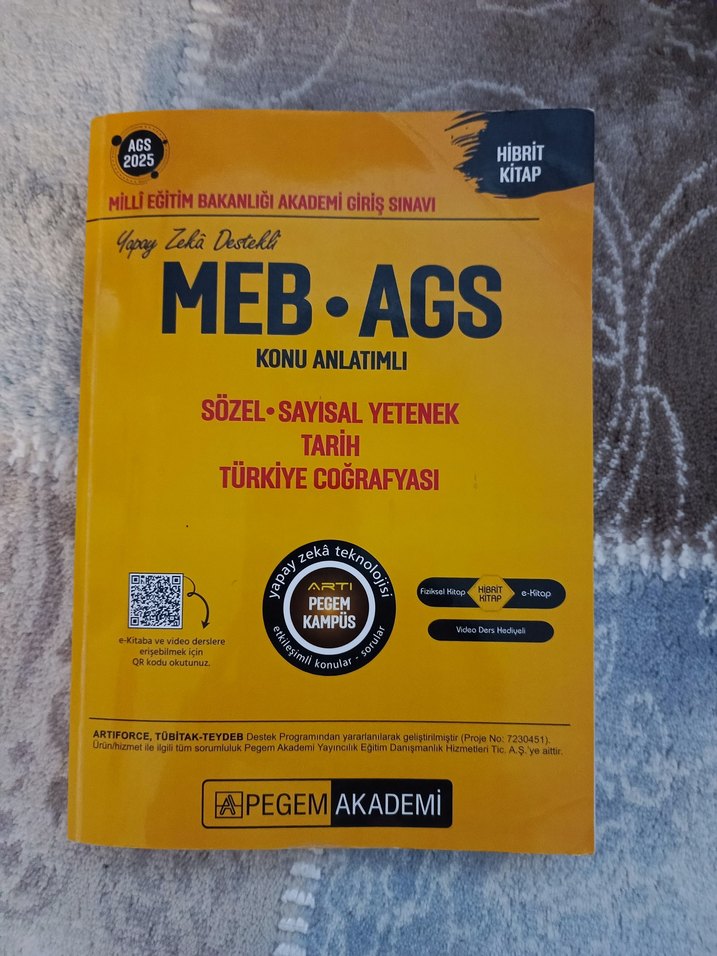 AGS
2025
HİBRİT
KİTAP
MİLLÎ EĞİTİM BAKANLIĞI AKADEMİ GİRİŞ SINAVI
Yapay Zekâ Destekli
MEB • AGS
KONU ANLATIMLI
SÖZEL • SAYISAL YETENEK
TARİH
TÜRKİYE COĞRAFYASI
e-Kitaba ve video derslere
erişebilmek için
QR kodu okutunuz.
yapay zekâ teknolojisi
ARTI
PEGEM
KAMPÜS
etkileşimli konular - sorular
Fiziksel Kitap
HİBRİT
KİTAP
e-Kitap
Video Ders Hediyeli
ARTIFORCE, TÜBİTAK-TEYDEB Destek Programından yararlanılarak geliştirilmiştir (Proje No: 7230451).
Ürün/hizmet ile ilgili tüm sorumluluk Pegem Akademi Yayıncılık Eğitim Danışmanlık Hizmetleri Tic. A.Ş.'ye aittir.
PEGEM AKADEMİ